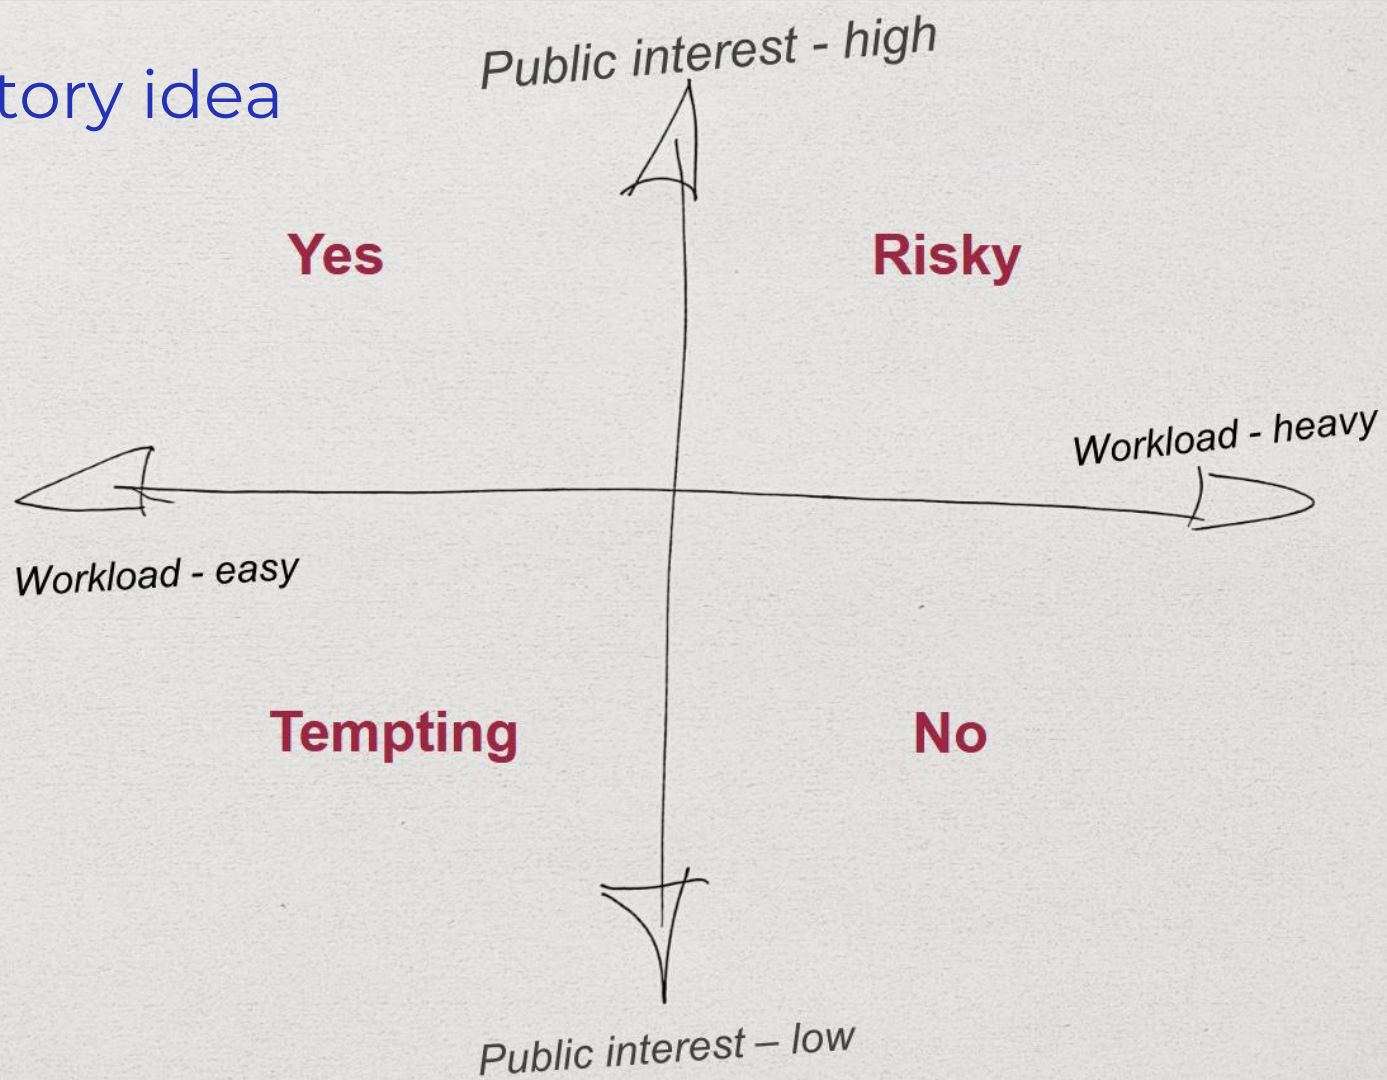 Public interest - high
tory idea
Yes
Risky
Workload - heavy
Workload - easy
Tempting
No
Public interest – low